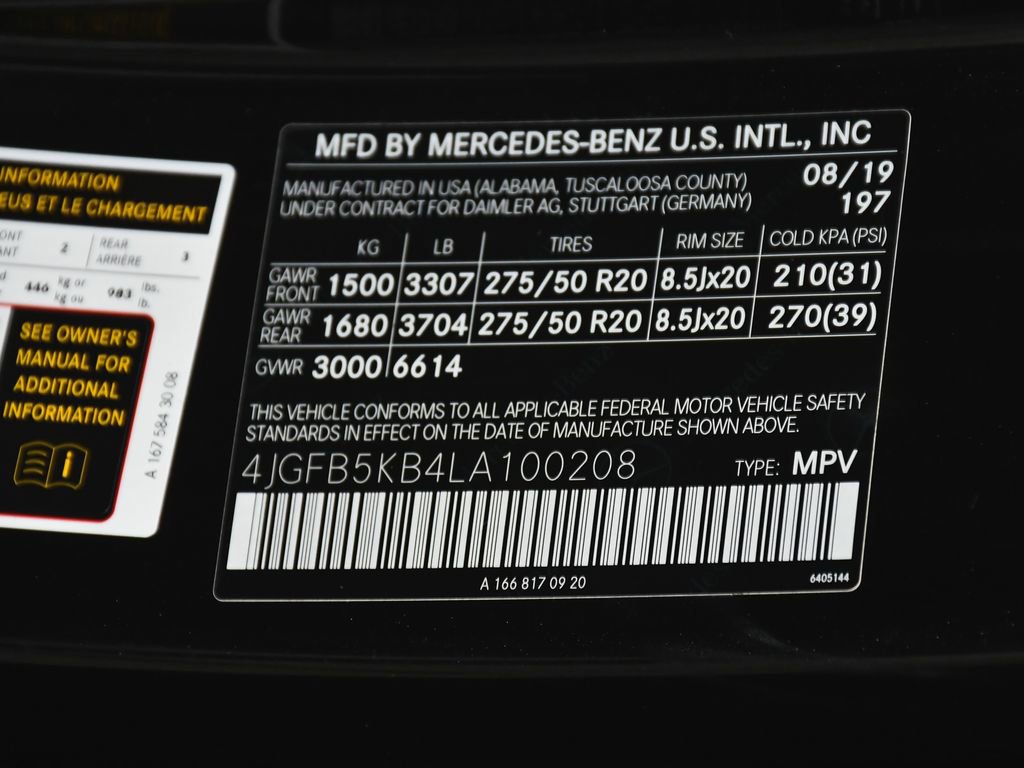 INFORMATION
EUS ET LE CHARGEMENT
2 REAR ARRIÈRE 3
446 kg or kg ou 983 lbs. lb.
SEE OWNER'S
MANUAL FOR
ADDITIONAL
INFORMATION
A 167 584 30 08
MFD BY MERCEDES-BENZ U.S. INTL., INC
MANUFACTURED IN USA (ALABAMA, TUSCALOOSA COUNTY) 08/19
UNDER CONTRACT FOR DAIMLER AG, STUTTGART (GERMANY) 197
KG LB TIRES RIM SIZE COLD KPA (PSI)
GAWR FRONT 1500 3307 275/50 R20 8.5Jx20 210(31)
GAWR REAR 1680 3704 275/50 R20 8.5Jx20 270(39)
GVWR 3000 6614
THIS VEHICLE CONFORMS TO ALL APPLICABLE FEDERAL MOTOR VEHICLE SAFETY
STANDARDS IN EFFECT ON THE DATE OF MANUFACTURE SHOWN ABOVE.
4JGFB5KB4LA100208 TYPE: MPV
A 166 817 09 20 6405144